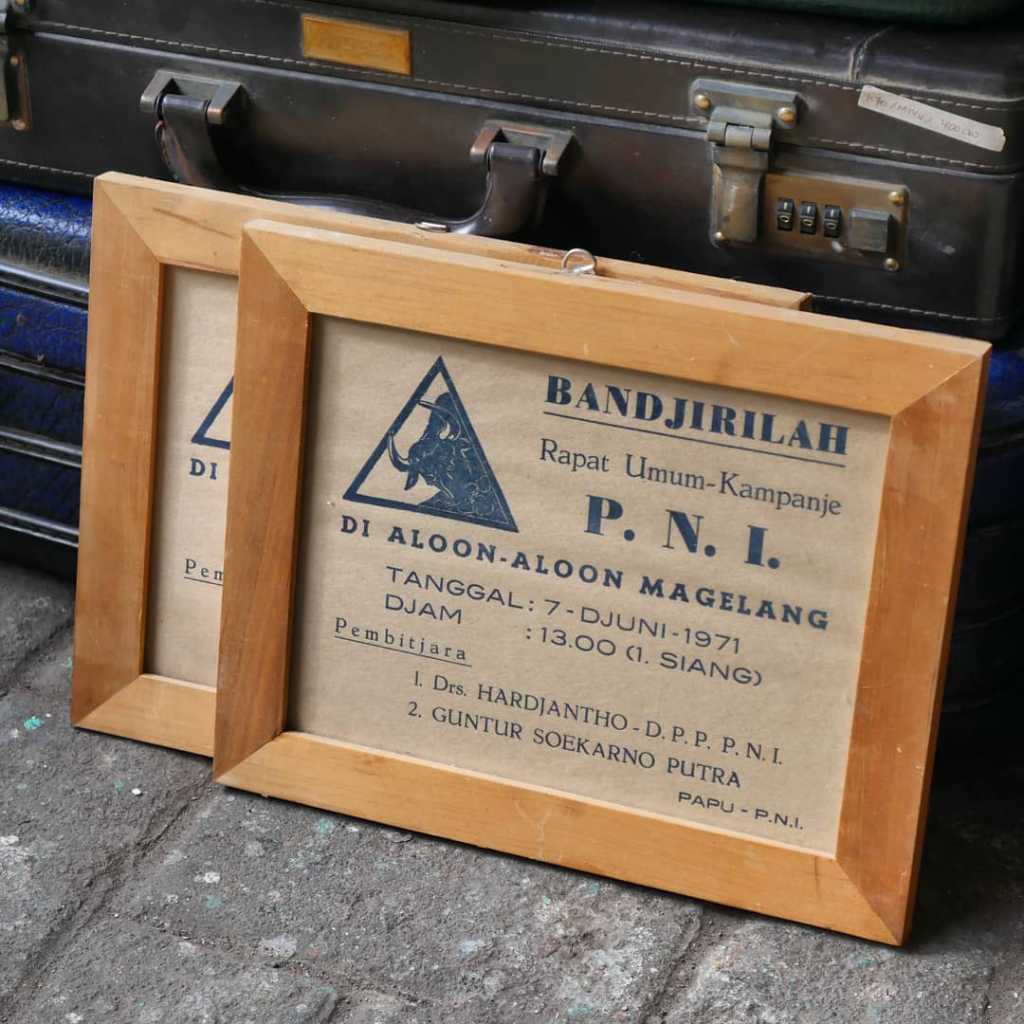 BANDJIRILAH
Rapat Umum-Kampanje
P. N. I.
DI ALOON-ALOON MAGELANG
TANGGAL : 7 - DJUNI - 1971
DJAM : 13.00 (1. SIANG)
Pembitjara
1. Drs. HARDJANTHO - D. P. P. P. N. I.
2. GUNTUR SOEKARNO PUTRA
PAPU - P.N.I.
DI
Pem